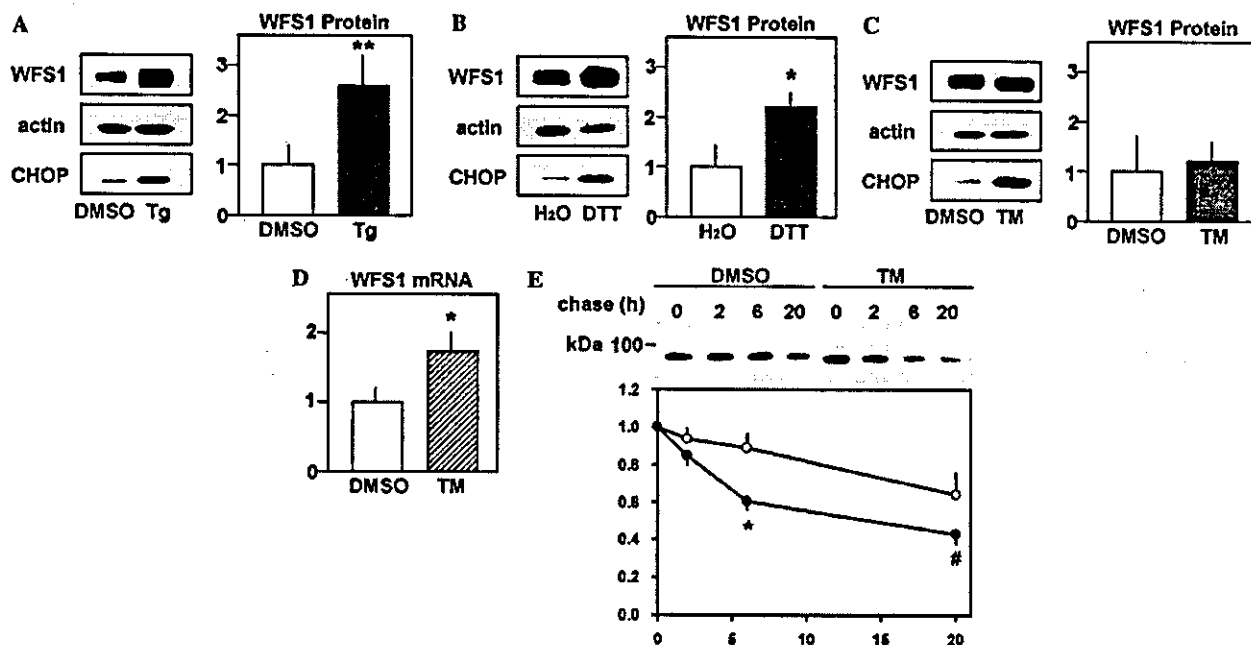 A
WFS1
actin
CHOP
DMSO Tg
WFS1 Protein
3
2
1
0
**
DMSO Tg
B
WFS1
actin
CHOP
H₂O DTT
WFS1 Protein
3
2
1
0
*
H₂O DTT
C
WFS1
actin
CHOP
DMSO TM
WFS1 Protein
3
2
1
0
DMSO TM
D
WFS1 mRNA
2
1
0
*
DMSO TM
E
DMSO TM
chase (h) 0 2 6 20 0 2 6 20
kDa 100
1.2
1.0
0.8
0.6
0.4
0.2
0.0
*
#
0 5 10 15 20